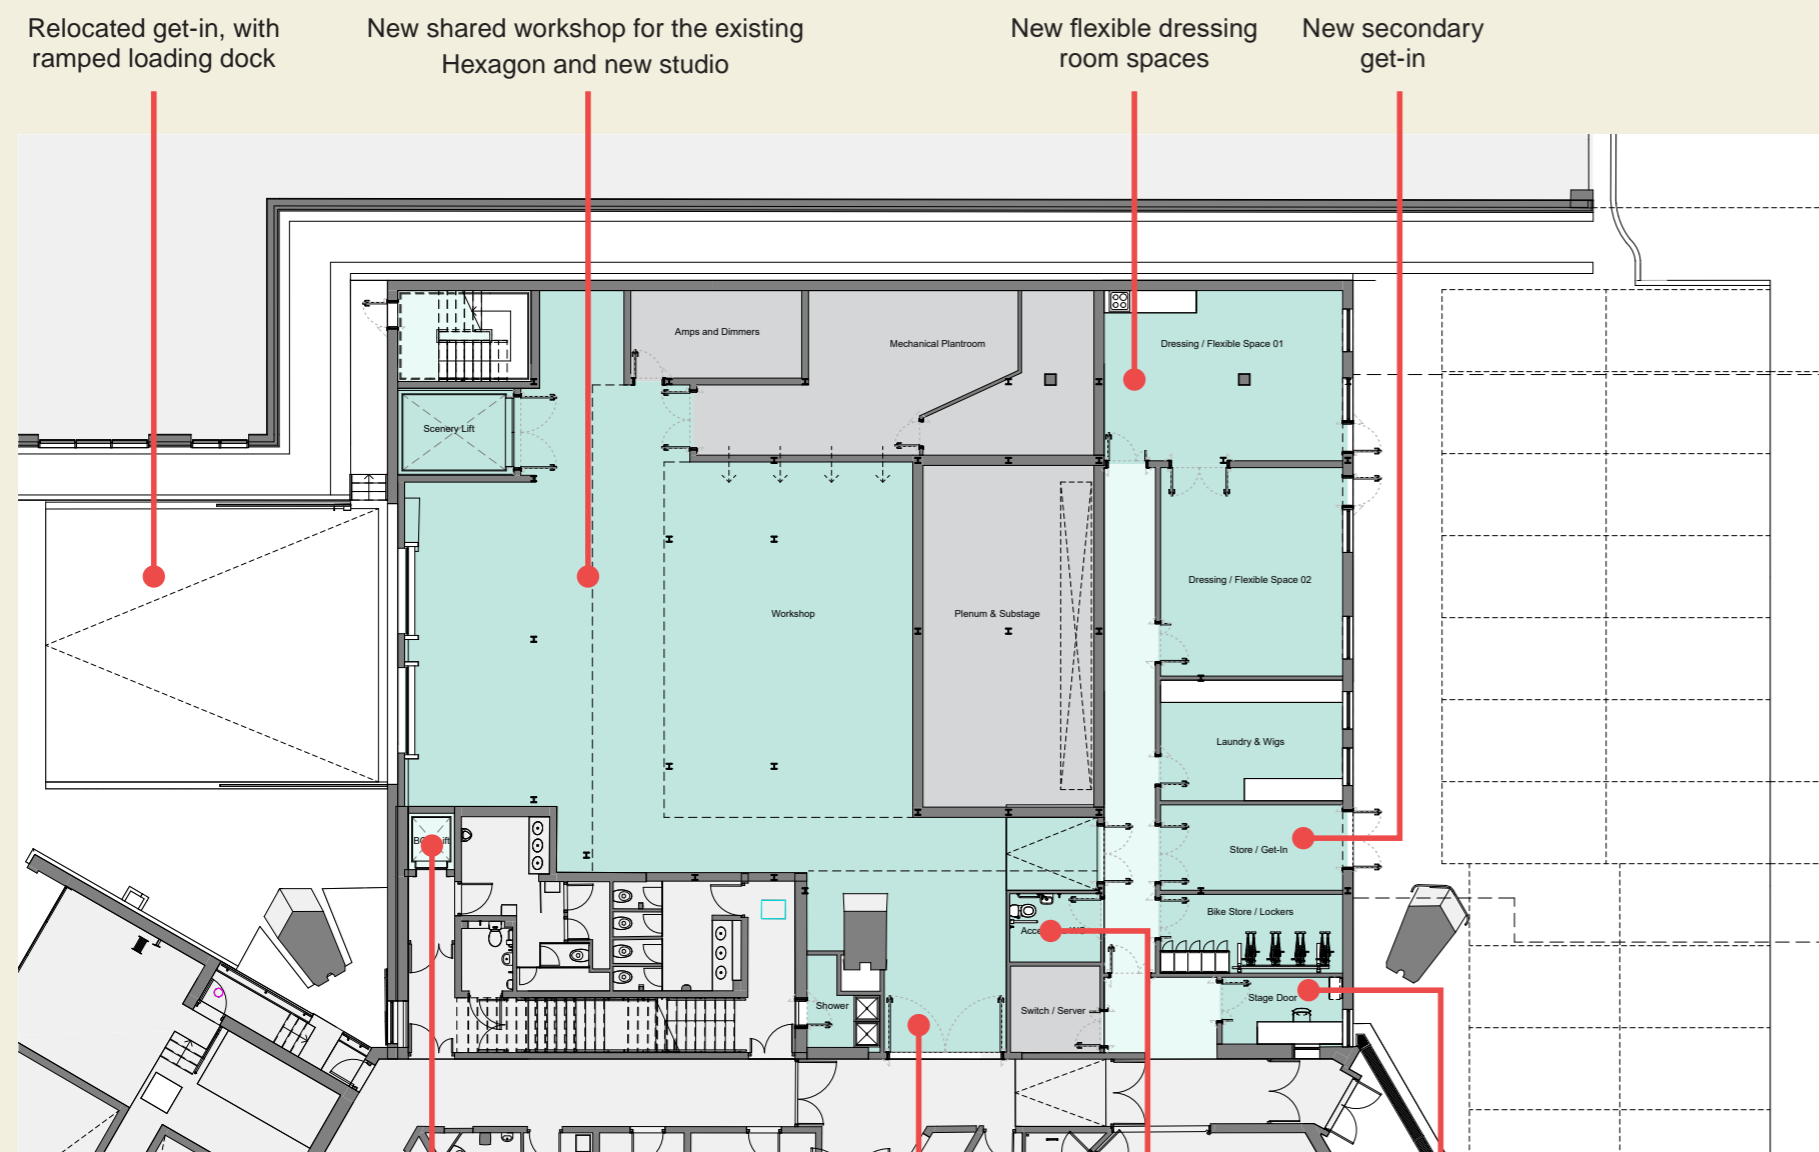 Relocated get-in, with
ramped loading dock
New shared workshop for the existing
Hexagon and new studio
New flexible dressing
room spaces
New secondary
get-in
Amps and Dimmers
Mechanical Plantroom
Dressing / Flexible Space 01
Scenery Lift
Dressing / Flexible Space 02
Workshop
Plenum & Substage
Laundry & Wigs
Store / Get-In
Bike Store / Lockers
Stage Door
Shower
Switch / Server